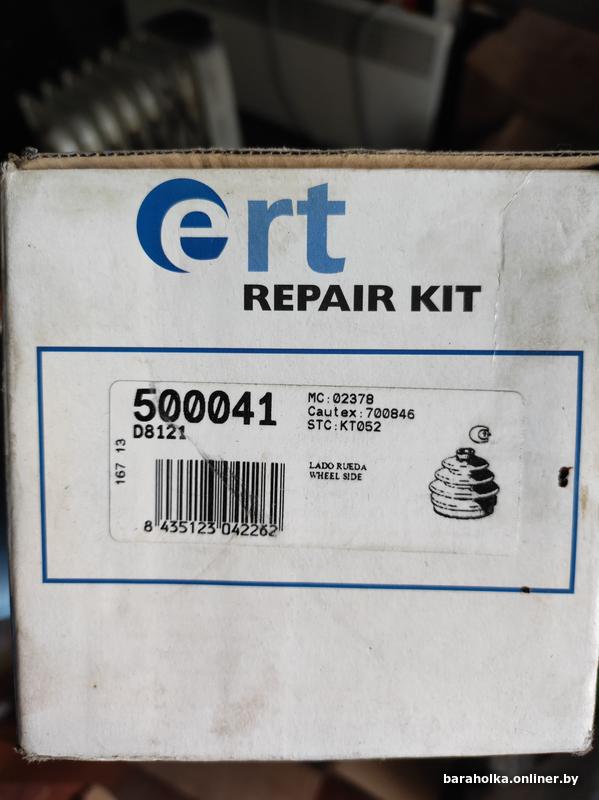 ert
REPAIR KIT
500041
D8121
MC:02378
Cautex:700846
STC:KT052
167 13
LADO RUEDA
WHEEL SIDE
8 435123 042262
baraholka.onliner.by